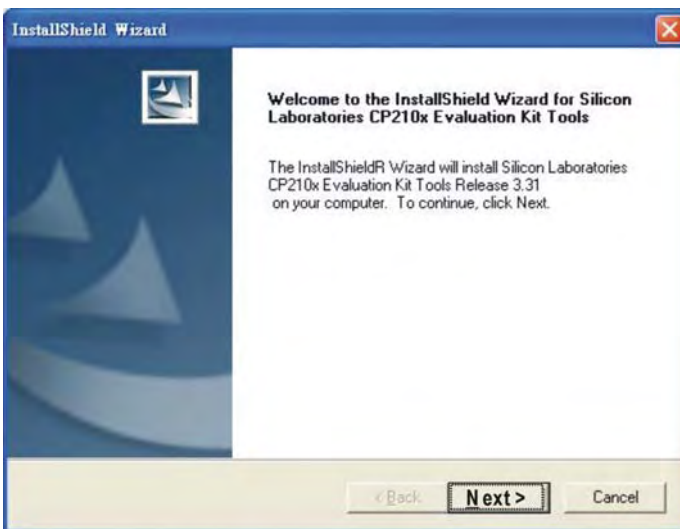 InstallShield Wizard
Welcome to the InstallShield Wizard for Silicon
Laboratories CP210x Evaluation Kit Tools
The InstallShieldR Wizard will install Silicon Laboratories
CP210x Evaluation Kit Tools Release 3.31
on your computer. To continue, click Next.
< Back
Next >
Cancel